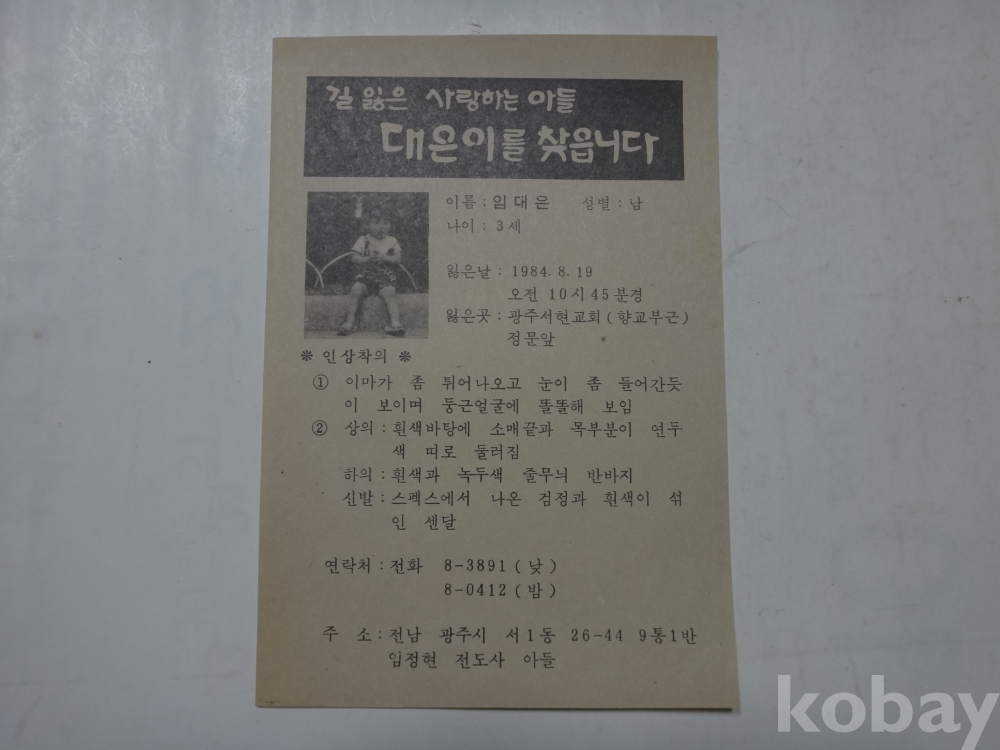 길 잃은 사랑하는 아들
대은이를 찾읍니다
이름 : 임대은 성별 : 남
나이 : 3세
잃은날 : 1984. 8. 19
오전 10시 45분경
잃은곳 : 광주서현교회 (향교부근)
정문앞
※ 인상착의 ※
① 이마가 좀 튀어나오고 눈이 좀 들어간듯
이 보이며 둥근얼굴에 똘똘해 보임
② 상의 : 흰색바탕에 소매끝과 목부분이 연두
색 띠로 둘러짐
하의 : 흰색과 녹두색 줄무늬 반바지
신발 : 스펙스에서 나온 검정과 흰색이 섞
인 센달
연락처 : 전화 8-3891 (낮)
8-0412 (밤)
주 소 : 전남 광주시 서1동 26-44 9통1반
임정현 전도사 아들
kobay